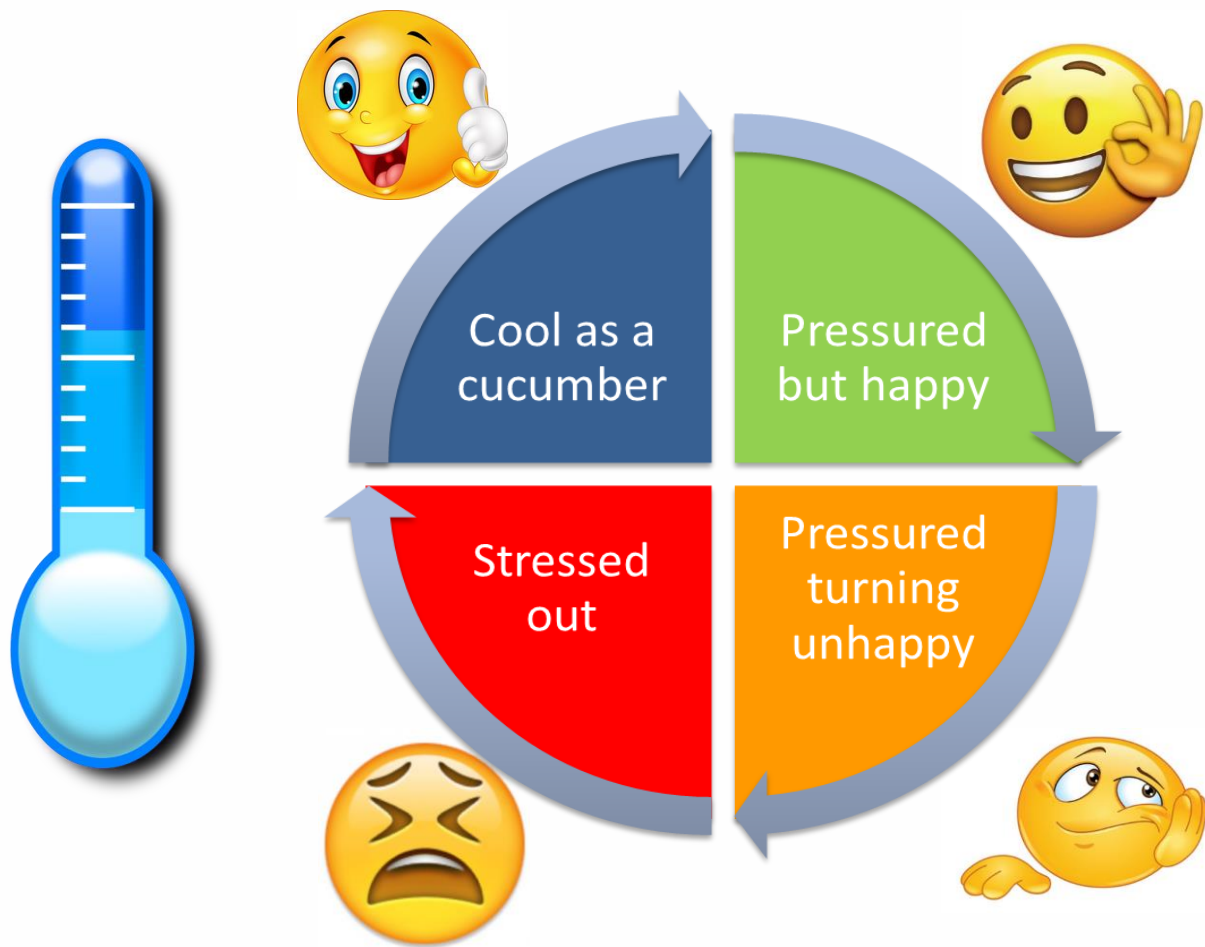 Cool as a
cucumber
Pressured
but happy
Pressured
turning
unhappy
Stressed
out